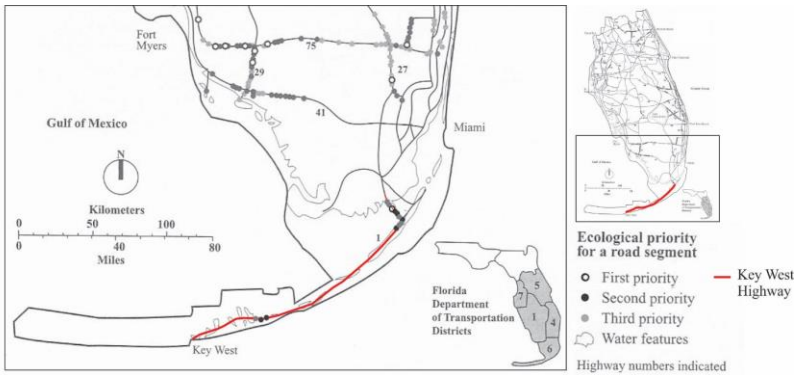 Fort
Myers
75
29
27
41
Gulf of Mexico
Miami
N
Kilometers
0 50 100
0 40 80
Miles
1
Key West
Florida
Department
of Transportation
Districts
5
7
1
4
6
Ecological priority
for a road segment
First priority
Second priority
Third priority
Water features
Highway numbers indicated
Key West
Highway